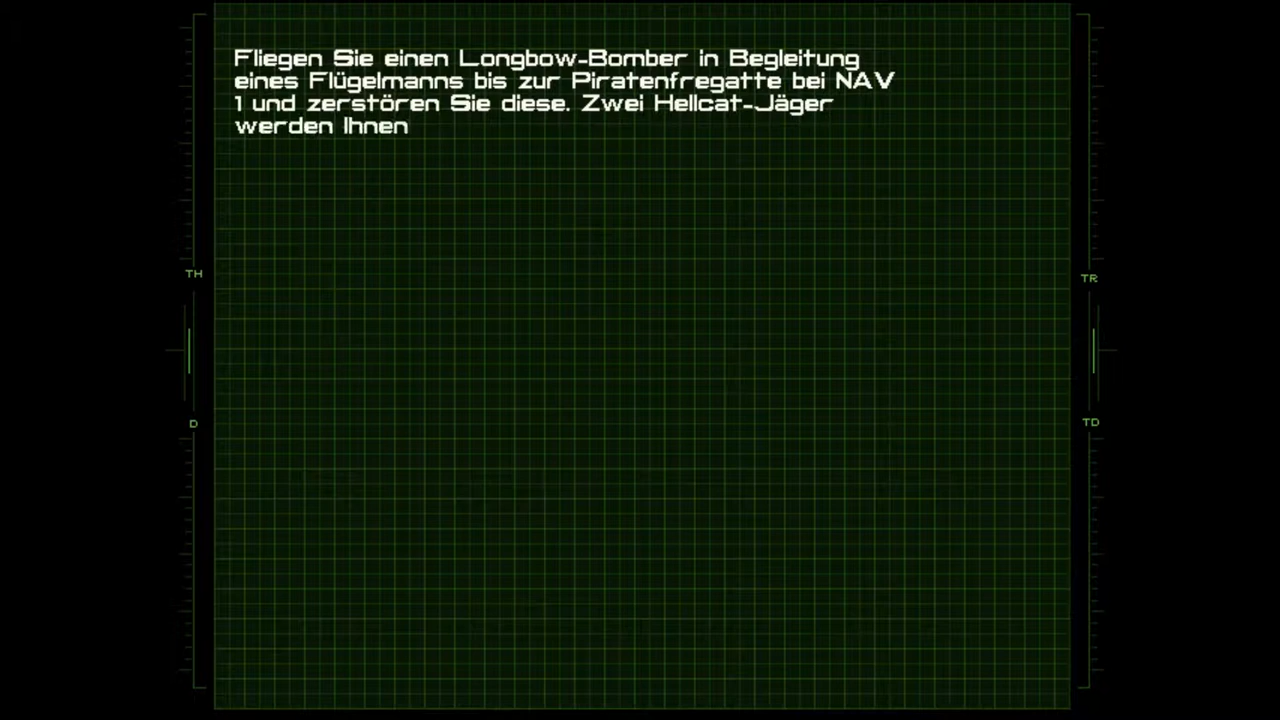 Fliegen Sie einen Longbow-Bomber in Begleitung
eines Flügelmanns bis zur Piratenfregatte bei NAV
1 und zerstören Sie diese. Zwei Hellcat-Jäger
werden Ihnen
TH
TR
D
TD